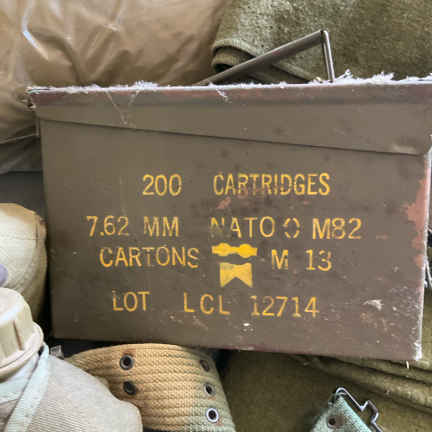 200 CARTRIDGES
7.62 MM NATO M82
CARTONS M 13
LOT LCL 12714